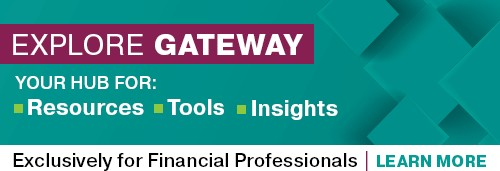 EXPLORE GATEWAY
YOUR HUB FOR:
Resources Tools Insights
Exclusively for Financial Professionals | LEARN MORE